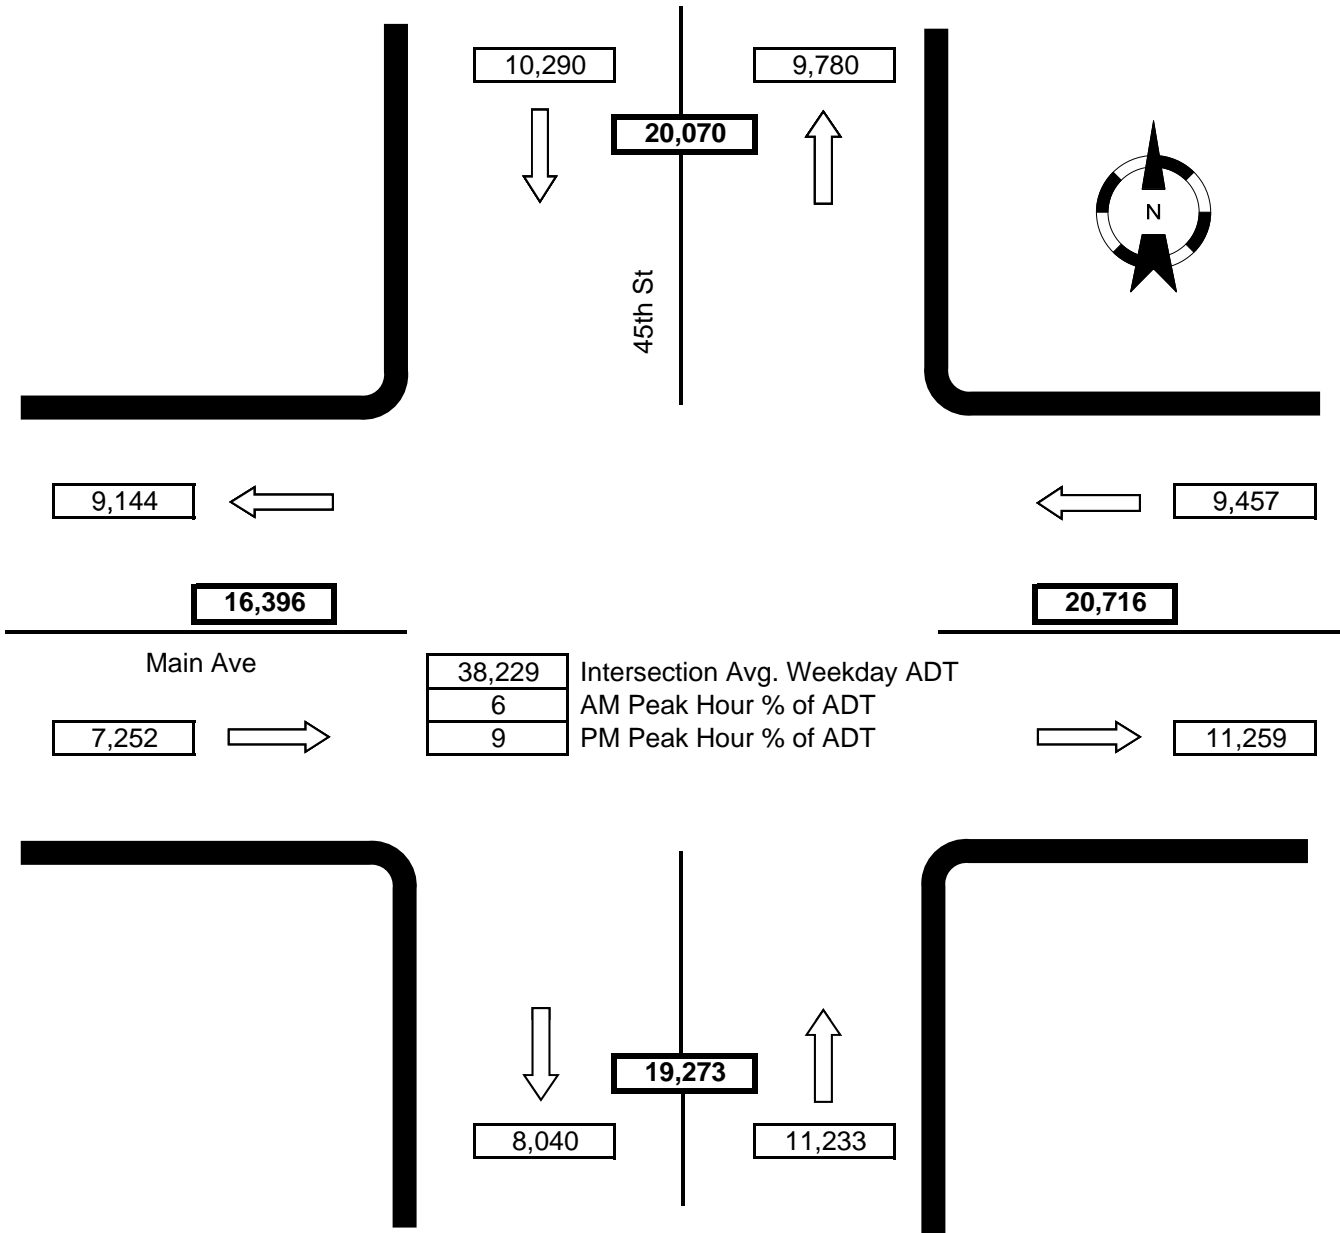 10,290
9,780
20,070
N
45th St
9,144
9,457
16,396
20,716
Main Ave
38,229 Intersection Avg. Weekday ADT
6 AM Peak Hour % of ADT
9 PM Peak Hour % of ADT
7,252
11,259
19,273
8,040
11,233